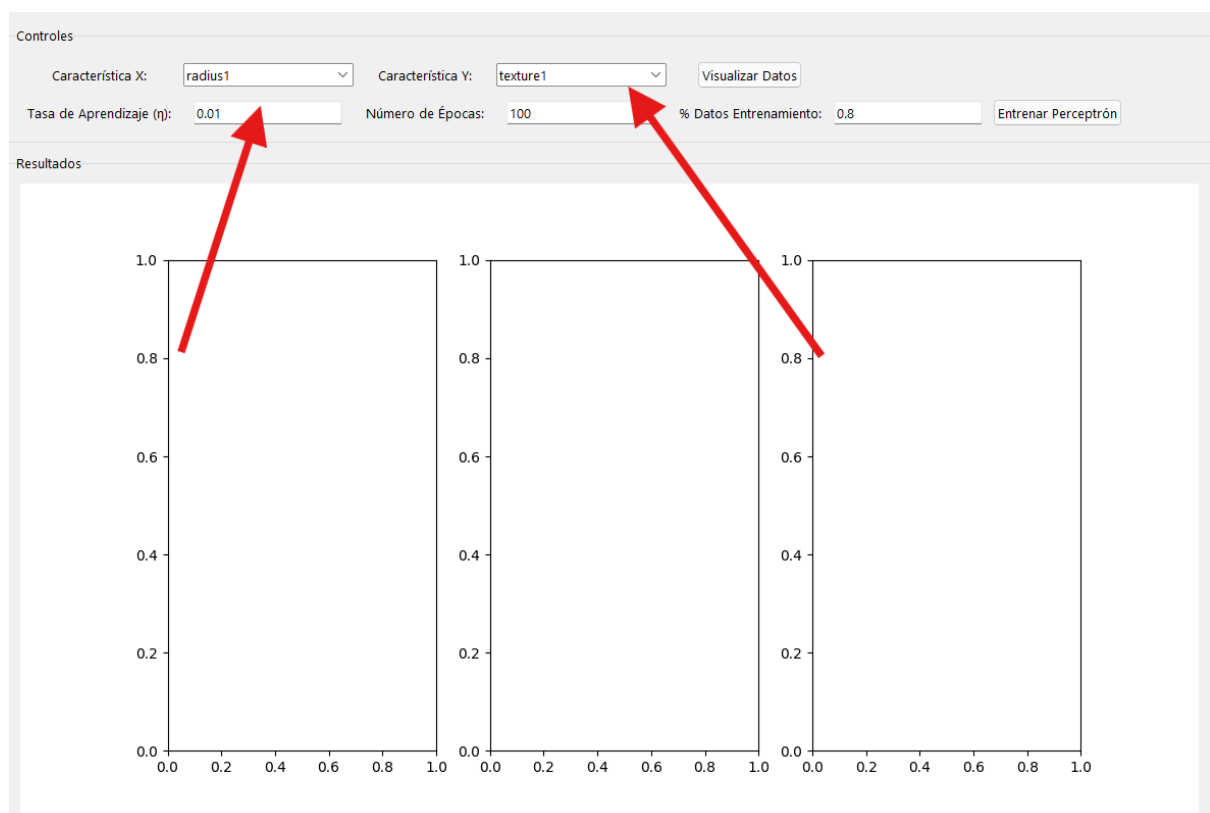 Controles
Característica X: radius1 Característica Y: texture1 Visualizar Datos
Tasa de Aprendizaje (η): 0.01 Número de Épocas: 100 % Datos Entrenamiento: 0.8 Entrenar Perceptrón
Resultados
1.0 1.0 1.0
0.8 0.8 0.8
0.6 0.6 0.6
0.4 0.4 0.4
0.2 0.2 0.2
0.0 0.0 0.0
0.0 0.2 0.4 0.6 0.8 1.0 0.0 0.2 0.4 0.6 0.8 1.0 0.0 0.2 0.4 0.6 0.8 1.0